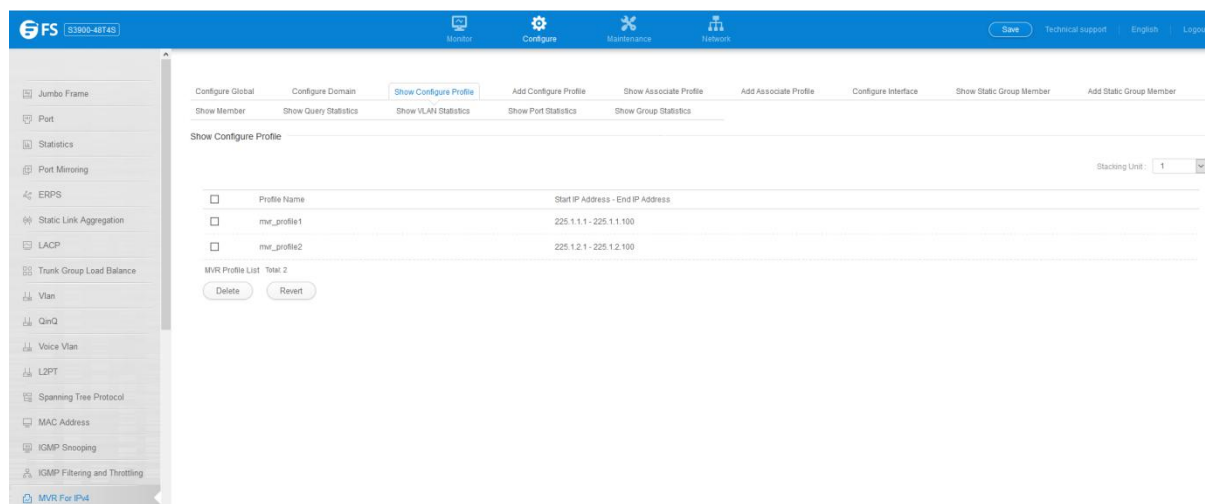 FS S3900-48T4S
Monitor Configure Maintenance Network
Save Technical support English Logou
Jumbo Frame
Port
Statistics
Port Mirroring
ERPS
Static Link Aggregation
LACP
Trunk Group Load Balance
Vlan
QinQ
Voice Vlan
L2PT
Spanning Tree Protocol
MAC Address
IGMP Snooping
IGMP Filtering and Throttling
MVR For IPv4
Configure Global Configure Domain Show Configure Profile Add Configure Profile Show Associate Profile Add Associate Profile Configure Interface Show Static Group Member Add Static Group Member
Show Member Show Query Statistics Show VLAN Statistics Show Port Statistics Show Group Statistics
Show Configure Profile
Stacking Unit : 1
Profile Name Start IP Address - End IP Address
mvr_profile1 225.1.1.1 - 225.1.1.100
mvr_profile2 225.1.2.1 - 225.1.2.100
MVR Profile List Total: 2
Delete Revert